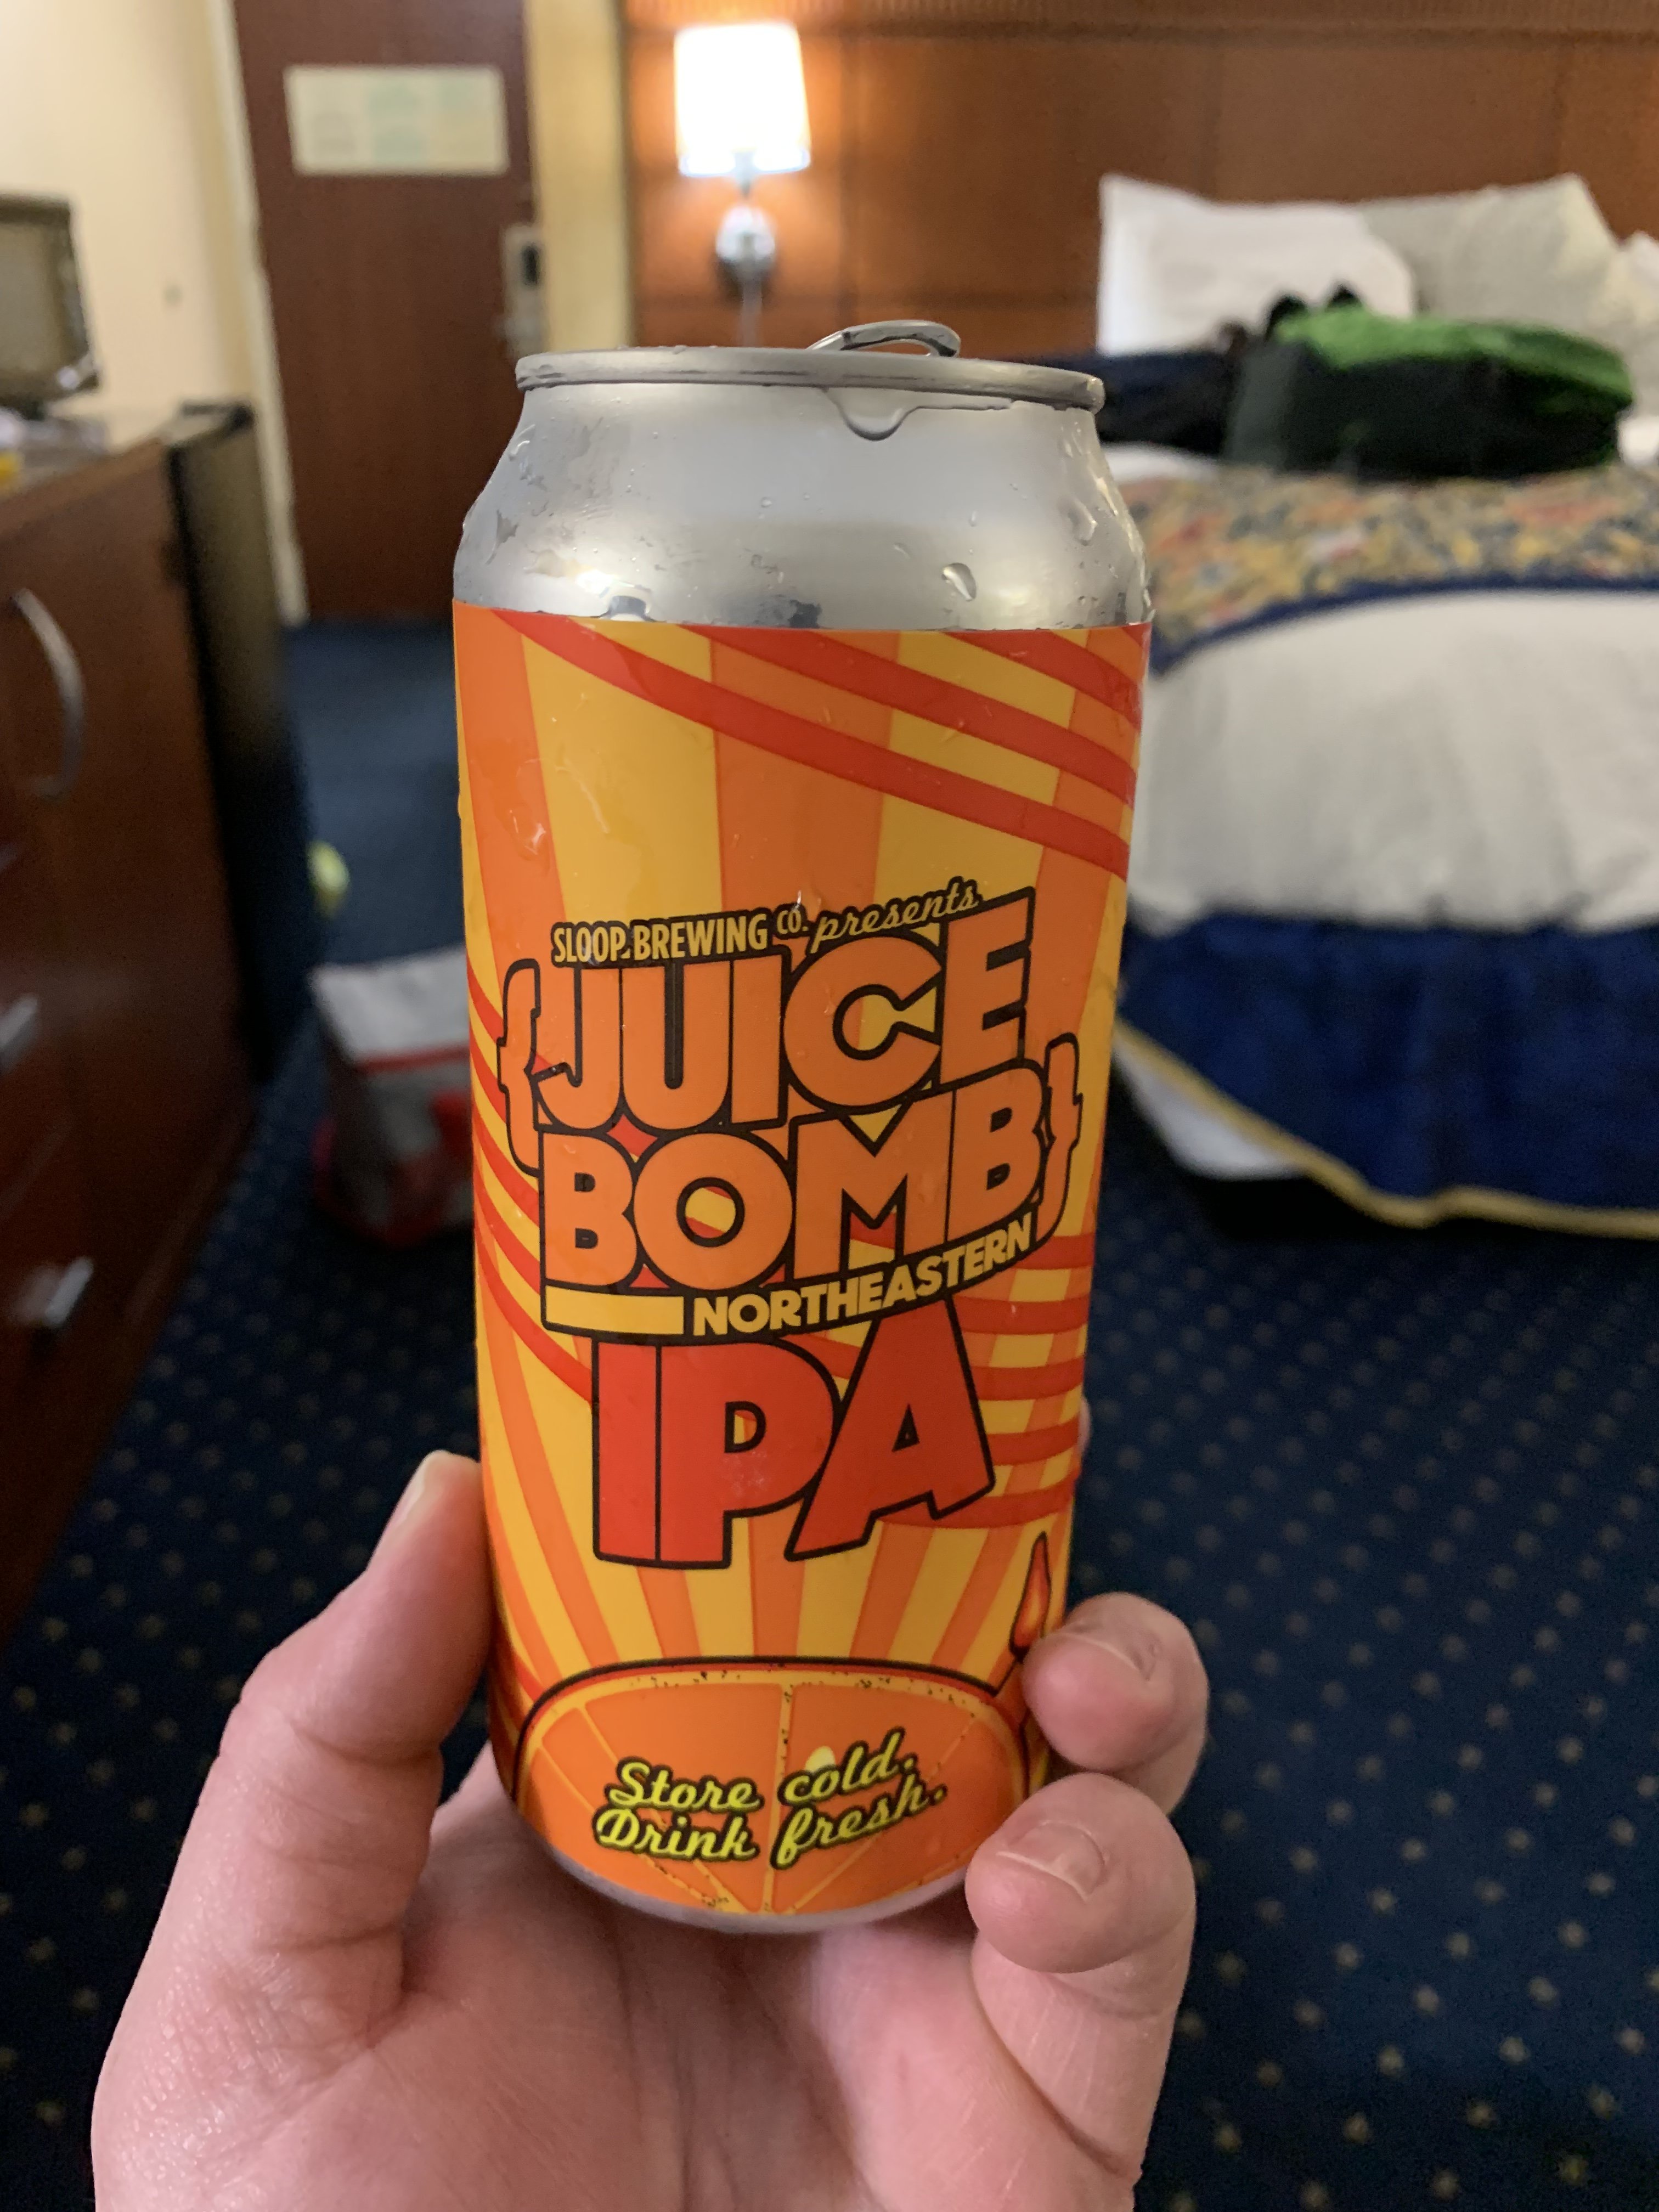 SLOOP BREWING CO. presents
{JUICE
BOMB}
NORTHEASTERN
IPA
Store cold.
Drink fresh.